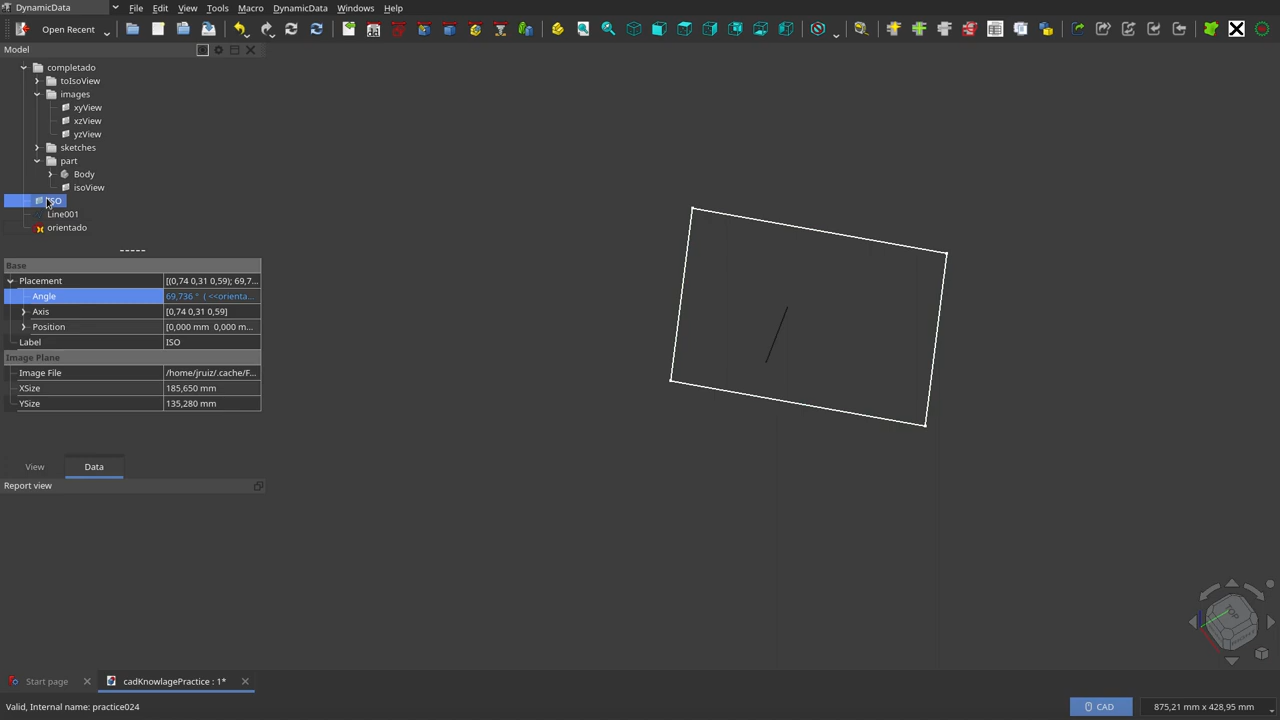 DynamicData File Edit View Tools Macro DynamicData Windows Help
Open Recent
Model
completado
toIsoView
images
xyView
xzView
yzView
sketches
part
Body
isoView
ISO
Line001
orientado
Base
Placement [(0,74 0,31 0,59); 69,7...
Angle 69,736 ° ( <<orienta...
Axis [0,74 0,31 0,59]
Position [0,000 mm 0,000 m...
Label ISO
Image Plane
Image File /home/jruiz/.cache/F...
XSize 185,650 mm
YSize 135,280 mm
View Data
Report view
Start page cadKnowlagePractice : 1*
Valid, Internal name: practice024 CAD 875,21 mm x 428,95 mm